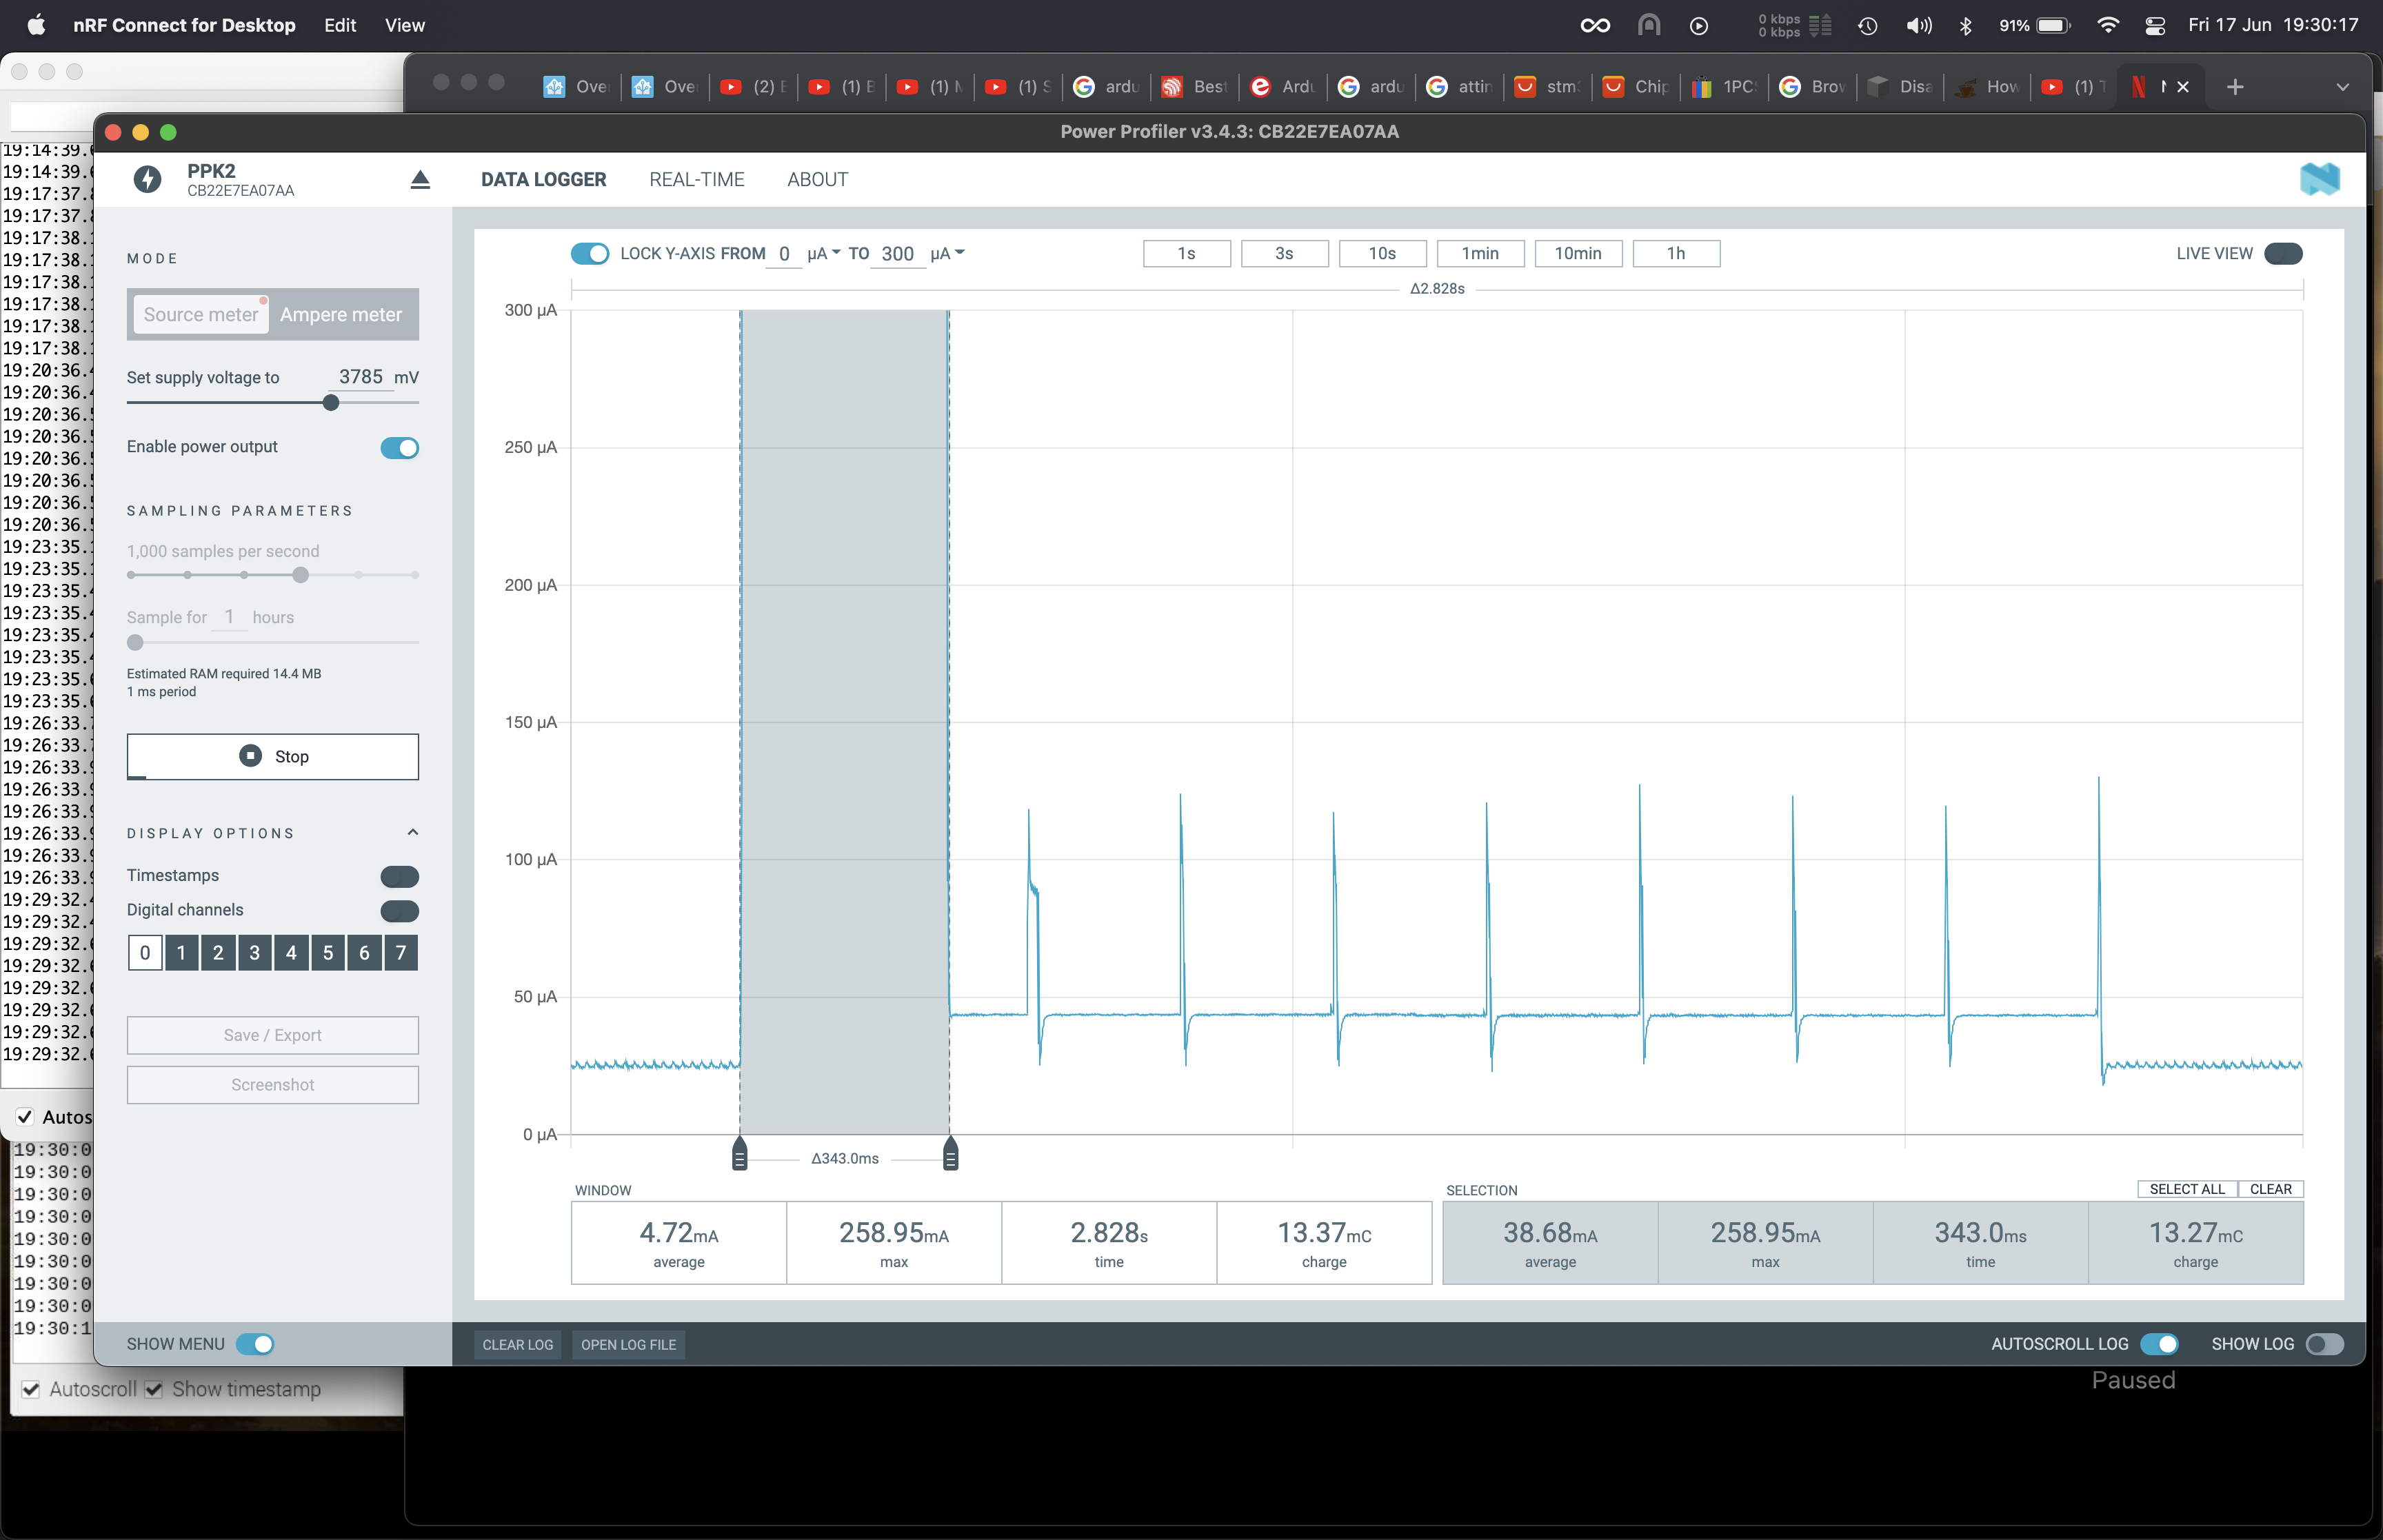 nRF Connect for Desktop Edit View
0 kbps
0 kbps
91%
Fri 17 Jun 19:30:17
Over Over (2) (1) (1) (1) S ardu Best Ardu ardu attin stm Chip 1PC Brow Disa How (1)
Power Profiler v3.4.3: CB22E7EA07AA
PPK2
CB22E7EA07AA
DATA LOGGER REAL-TIME ABOUT
19:14:39.
19:14:39.
19:17:37.
19:17:37.
19:17:38.
19:17:38.
19:17:38.
19:17:38.
19:17:38.
19:17:38.
19:20:36.
19:20:36.
19:20:36.
19:20:36.
19:20:36.
19:20:36.
19:20:36.
19:20:36.
19:23:35.
19:23:35.
19:23:35.
19:23:35.
19:23:35.
19:23:35.
19:23:35.
19:23:35.
19:26:33.
19:26:33.
19:26:33.
19:26:33.
19:26:33.
19:26:33.
19:26:33.
19:26:33.
19:29:32.
19:29:32.
19:29:32.
19:29:32.
19:29:32.
19:29:32.
19:29:32.
19:29:32.
Autos
19:30:0
19:30:0
19:30:0
19:30:0
19:30:0
19:30:0
19:30:0
19:30:0
19:30:1
Autoscroll Show timestamp
MODE
Source meter Ampere meter
Set supply voltage to 3785 mV
Enable power output
SAMPLING PARAMETERS
1,000 samples per second
Sample for 1 hours
Estimated RAM required 14.4 MB
1 ms period
Stop
DISPLAY OPTIONS
Timestamps
Digital channels
0 1 2 3 4 5 6 7
Save / Export
Screenshot
SHOW MENU
LOCK Y-AXIS FROM 0 µA TO 300 µA
1s 3s 10s 1min 10min 1h
LIVE VIEW
Δ2.828s
300 µA
250 µA
200 µA
150 µA
100 µA
50 µA
0 µA
Δ343.0ms
WINDOW
4.72mA
average
258.95mA
max
2.828s
time
13.37mC
charge
SELECTION
SELECT ALL CLEAR
38.68mA
average
258.95mA
max
343.0ms
time
13.27mC
charge
CLEAR LOG OPEN LOG FILE
AUTOSCROLL LOG SHOW LOG
Paused